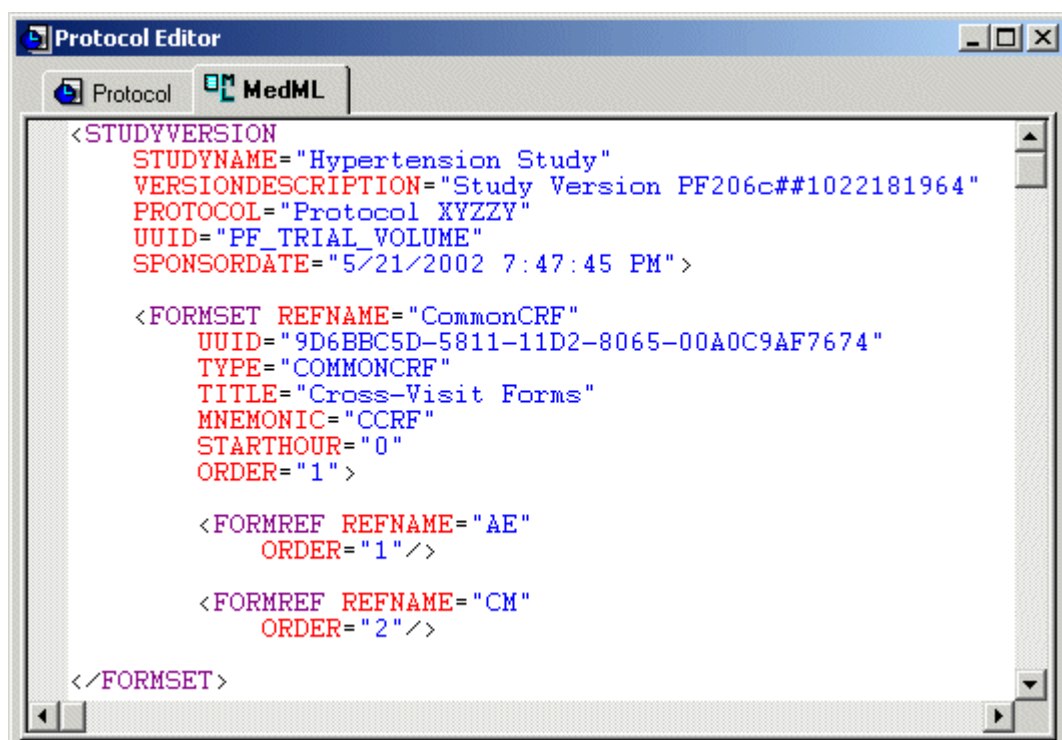 Protocol Editor
Protocol MedML
<STUDYVERSION
STUDYNAME="Hypertension Study"
VERSIONDESCRIPTION="Study Version PF206c##1022181964"
PROTOCOL="Protocol XYZZY"
UUID="PF_TRIAL_VOLUME"
SPONSORDATE="5/21/2002 7:47:45 PM">
<FORMSET REFNAME="CommonCRF"
UUID="9D6BBC5D-5811-11D2-8065-00A0C9AF7674"
TYPE="COMMONCRF"
TITLE="Cross-Visit Forms"
MNEMONIC="CCRF"
STARTHOUR="0"
ORDER="1">
<FORMREF REFNAME="AE"
ORDER="1"/>
<FORMREF REFNAME="CM"
ORDER="2"/>
</FORMSET>